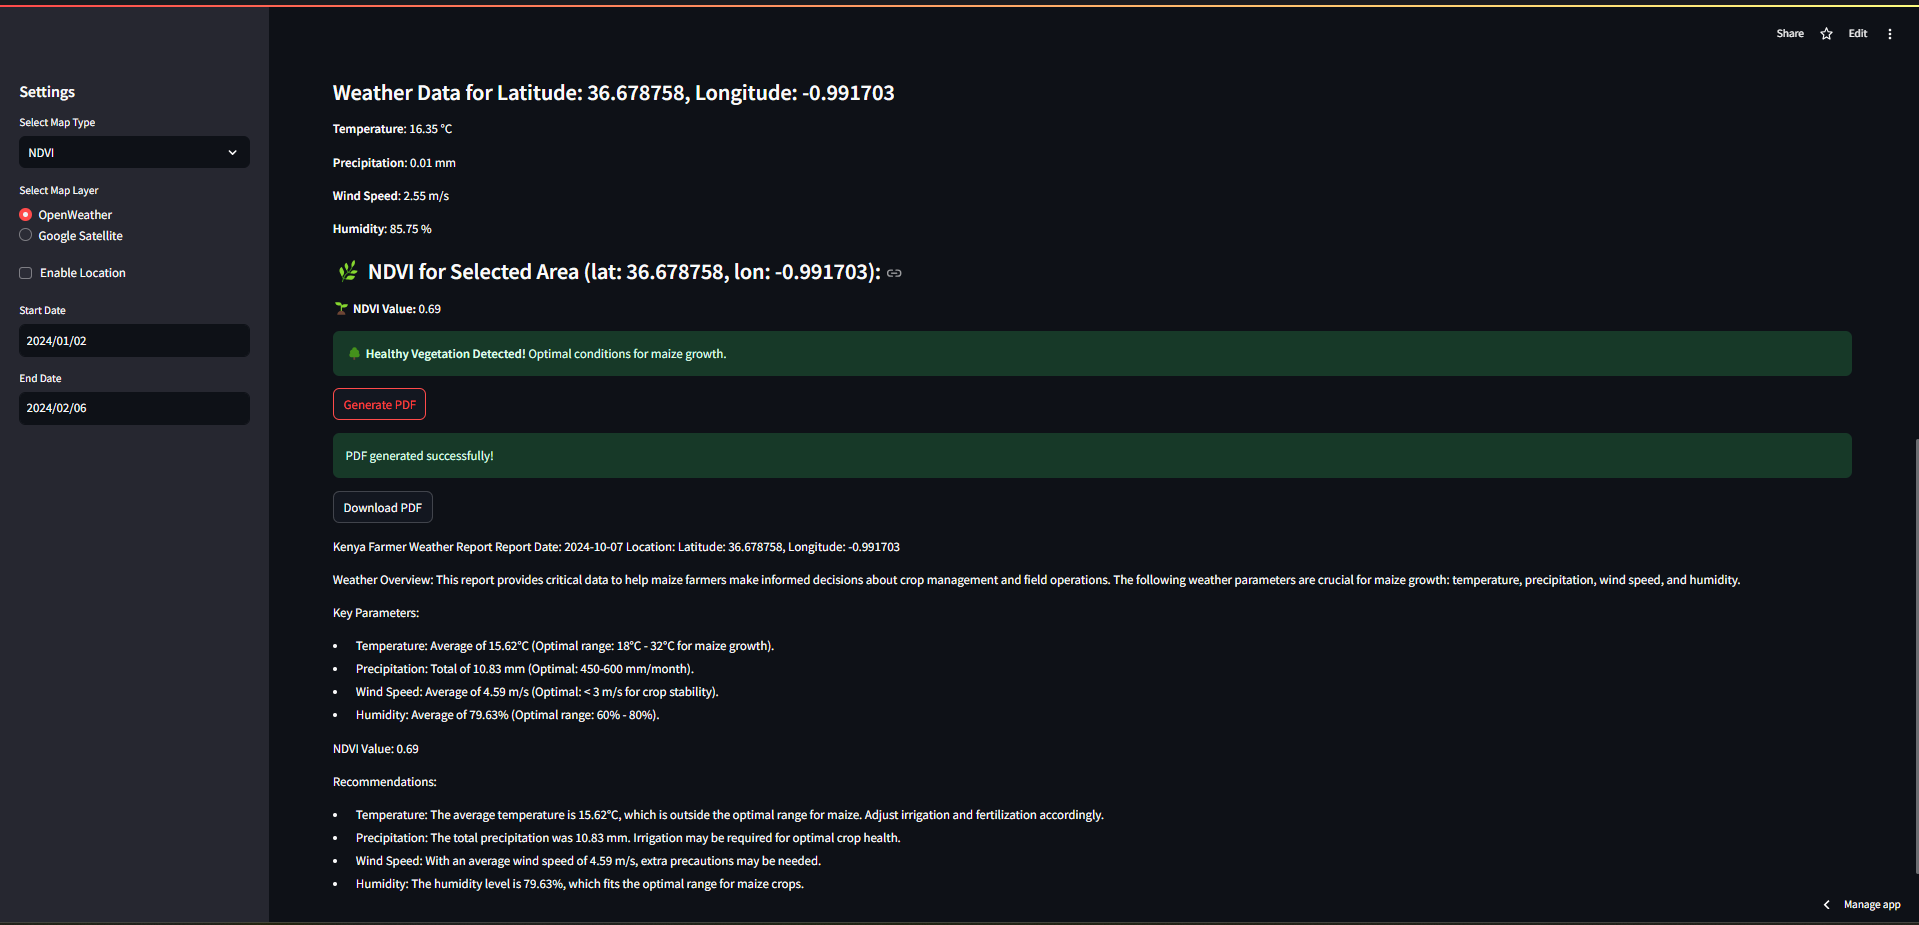 Share
Edit
Settings
Select Map Type
NDVI
Select Map Layer
OpenWeather
Google Satellite
Enable Location
Start Date
2024/01/02
End Date
2024/02/06
Weather Data for Latitude: 36.678758, Longitude: -0.991703
Temperature: 16.35 °C
Precipitation: 0.01 mm
Wind Speed: 2.55 m/s
Humidity: 85.75 %
NDVI for Selected Area (lat: 36.678758, lon: -0.991703):
NDVI Value: 0.69
Healthy Vegetation Detected! Optimal conditions for maize growth.
Generate PDF
PDF generated successfully!
Download PDF
Kenya Farmer Weather Report Report Date: 2024-10-07 Location: Latitude: 36.678758, Longitude: -0.991703
Weather Overview: This report provides critical data to help maize farmers make informed decisions about crop management and field operations. The following weather parameters are crucial for maize growth: temperature, precipitation, wind speed, and humidity.
Key Parameters:
• Temperature: Average of 15.62°C (Optimal range: 18°C - 32°C for maize growth).
• Precipitation: Total of 10.83 mm (Optimal: 450-600 mm/month).
• Wind Speed: Average of 4.59 m/s (Optimal: < 3 m/s for crop stability).
• Humidity: Average of 79.63% (Optimal range: 60% - 80%).
NDVI Value: 0.69
Recommendations:
• Temperature: The average temperature is 15.62°C, which is outside the optimal range for maize. Adjust irrigation and fertilization accordingly.
• Precipitation: The total precipitation was 10.83 mm. Irrigation may be required for optimal crop health.
• Wind Speed: With an average wind speed of 4.59 m/s, extra precautions may be needed.
• Humidity: The humidity level is 79.63%, which fits the optimal range for maize crops.
Manage app